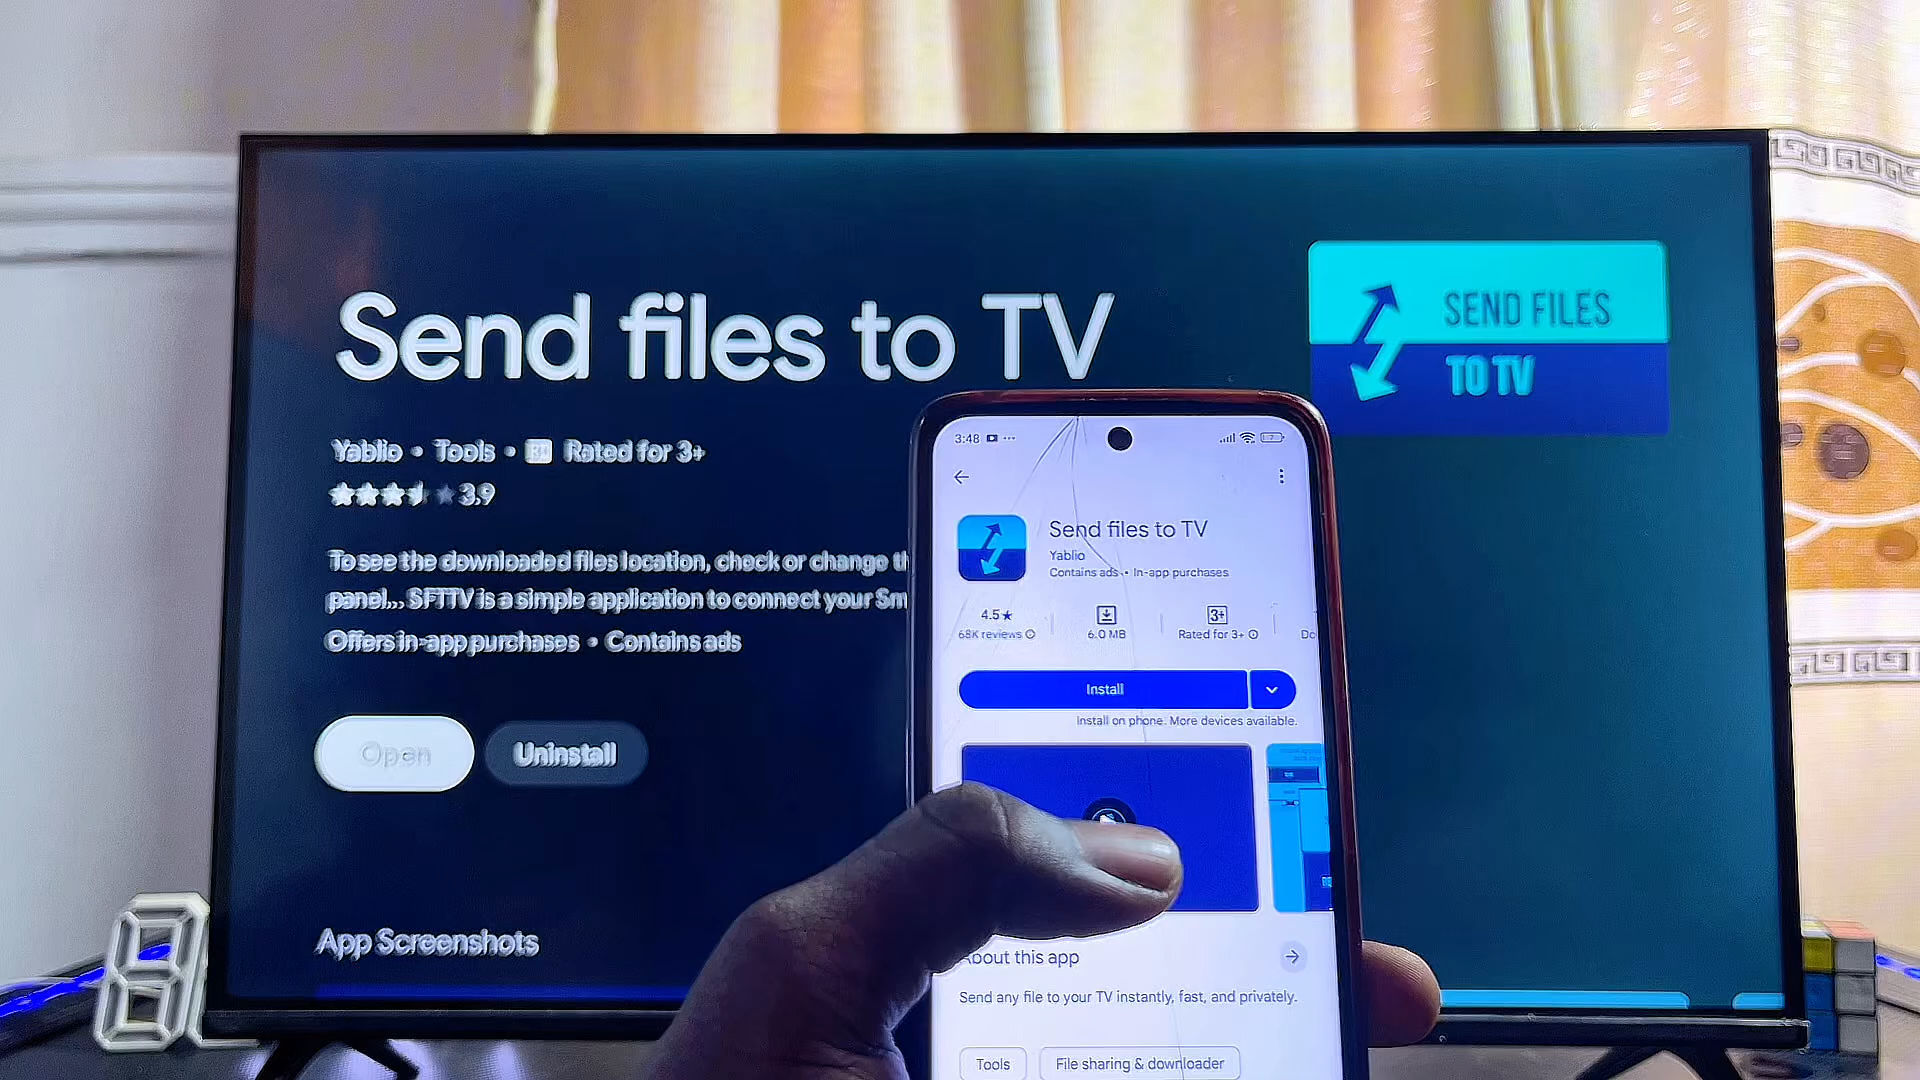 Send files to TV
SEND FILES
TO TV
Yablio • Tools • 3+ Rated for 3+
3.9
To see the downloaded files location, check or change th
panel... SFTTV is a simple application to connect your Sm
Offers in-app purchases • Contains ads
Open
Uninstall
App Screenshots
3:48
Send files to TV
Yablio
Contains ads • In-app purchases
4.5★
68K reviews
6.0 MB
3+
Rated for 3+
Do
Install
Install on phone. More devices available.
About this app
Send any file to your TV instantly, fast, and privately.
Tools
File sharing & downloader